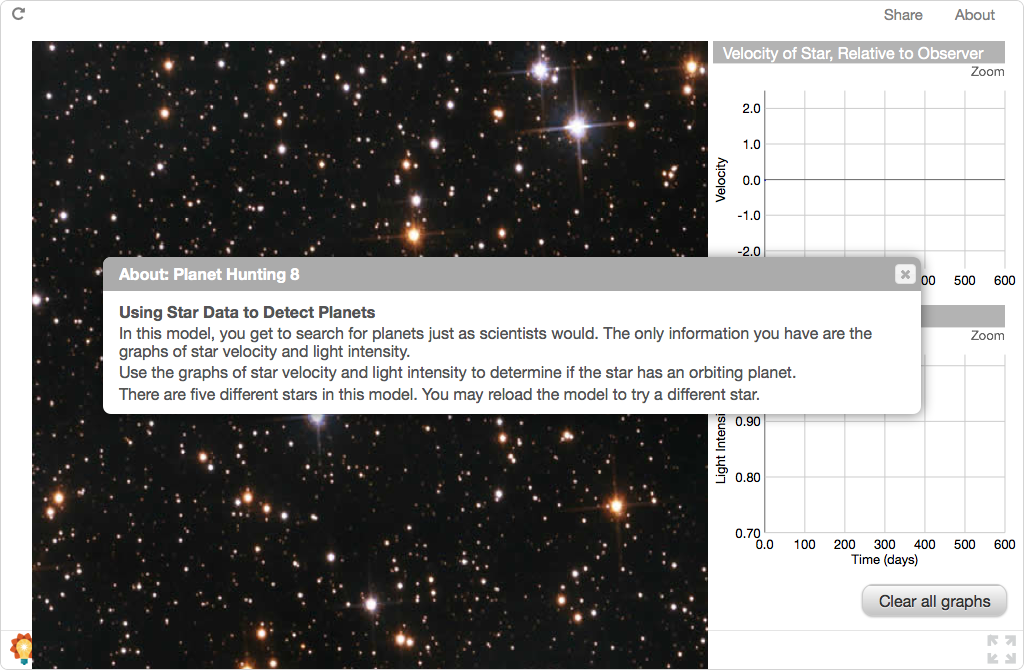 Share About
Velocity of Star, Relative to Observer
Zoom
2.0
1.0
Velocity
0.0
-1.0
-2.0
00 500 600
About: Planet Hunting 8
Using Star Data to Detect Planets
In this model, you get to search for planets just as scientists would. The only information you have are the
graphs of star velocity and light intensity.
Use the graphs of star velocity and light intensity to determine if the star has an orbiting planet.
There are five different stars in this model. You may reload the model to try a different star.
Zoom
0.90
Light Intensi
0.80
0.70
0.0 100 200 300 400 500 600
Time (days)
Clear all graphs